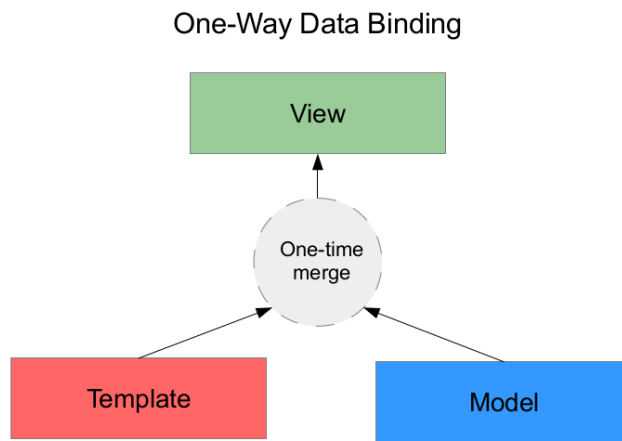 One-Way Data Binding
View
One-time
merge
Template
Model